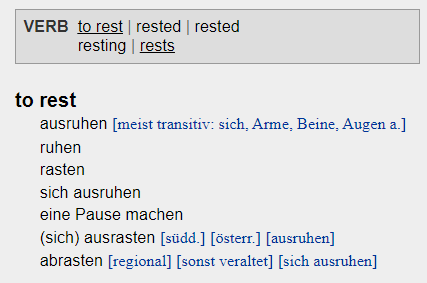 VERB to rest | rested | rested
resting | rests
to rest
ausruhen [meist transitiv: sich, Arme, Beine, Augen a.]
ruhen
rasten
sich ausruhen
eine Pause machen
(sich) ausrasten [südd.] [österr.] [ausruhen]
abrasten [regional] [sonst veraltet] [sich ausruhen]